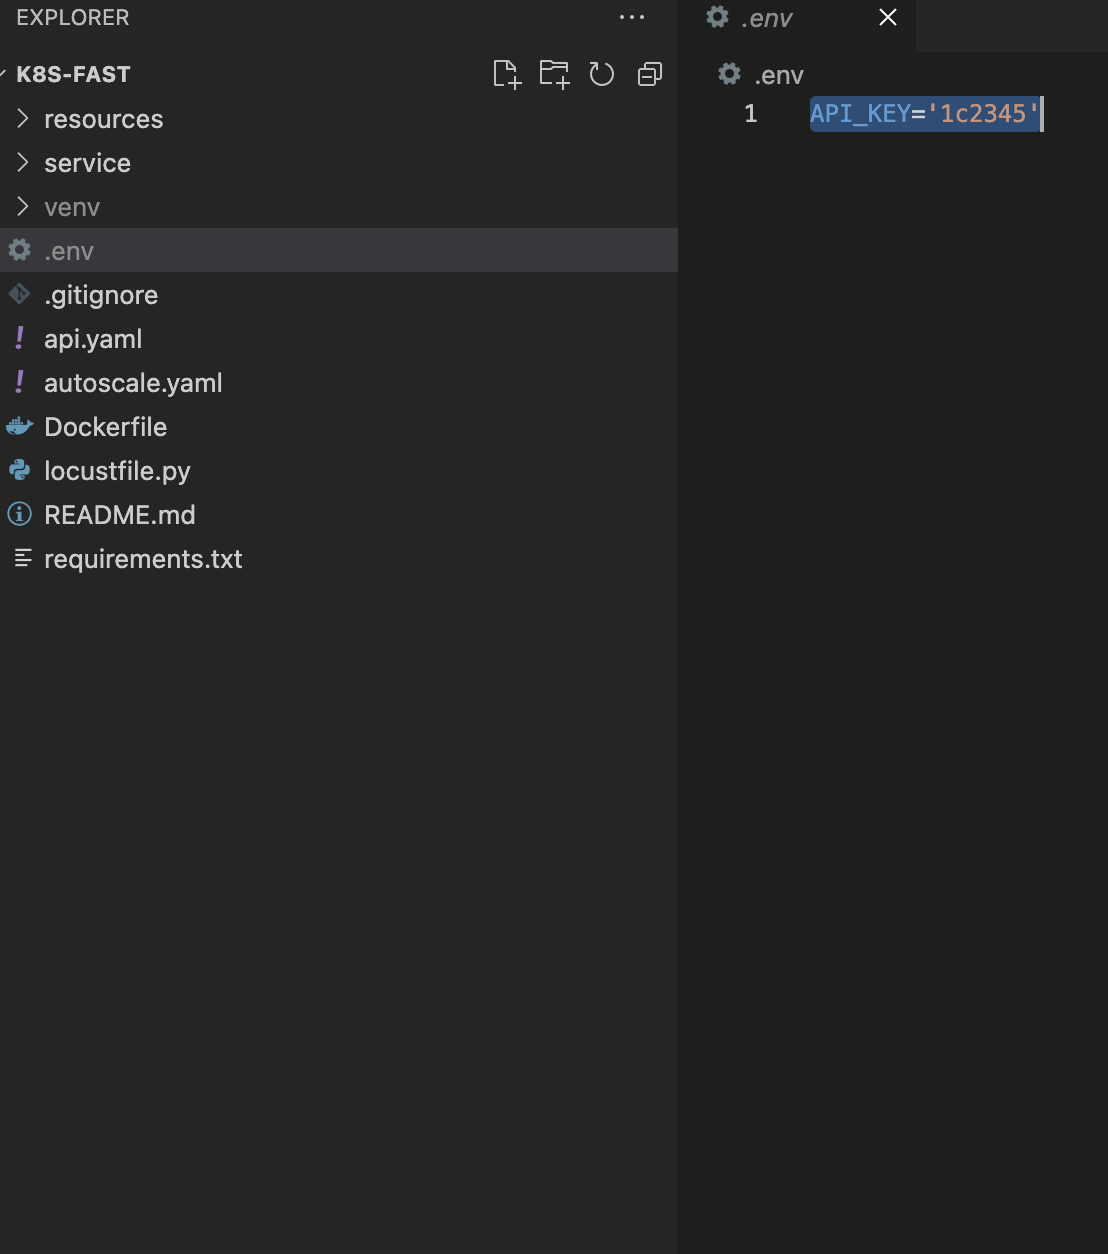 EXPLORER
K8S-FAST
resources
service
venv
.env
.gitignore
! api.yaml
! autoscale.yaml
Dockerfile
locustfile.py
README.md
requirements.txt
.env
.env
1 API_KEY='1c2345'